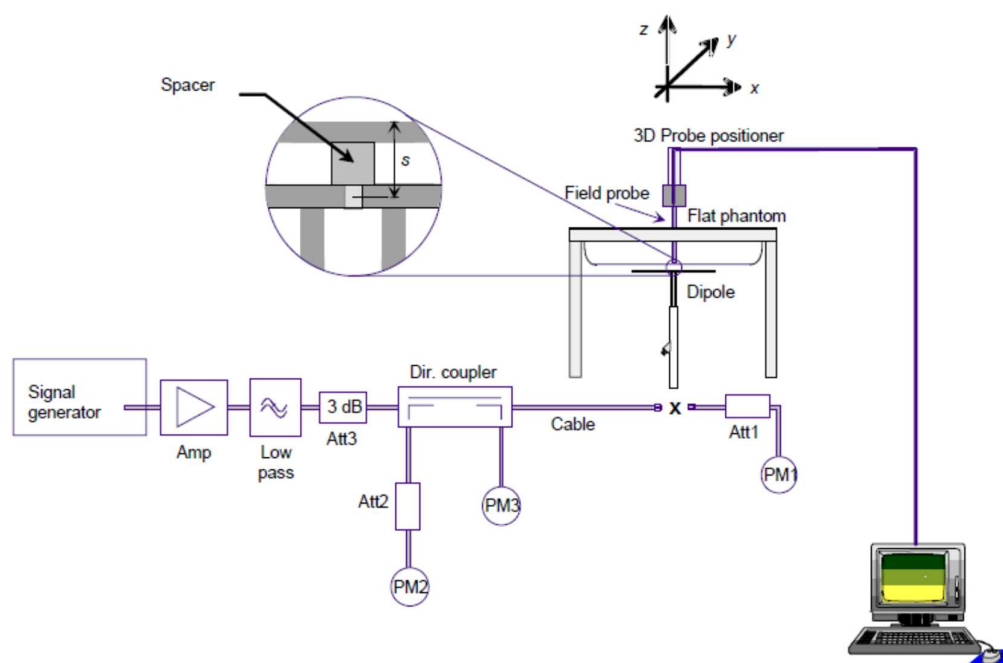 z
y
x
Spacer
s
3D Probe positioner
Field probe
Flat phantom
Dipole
Signal
generator
Amp
Low
pass
3 dB
Att3
Dir. coupler
Cable
X
Att1
PM1
Att2
PM3
PM2